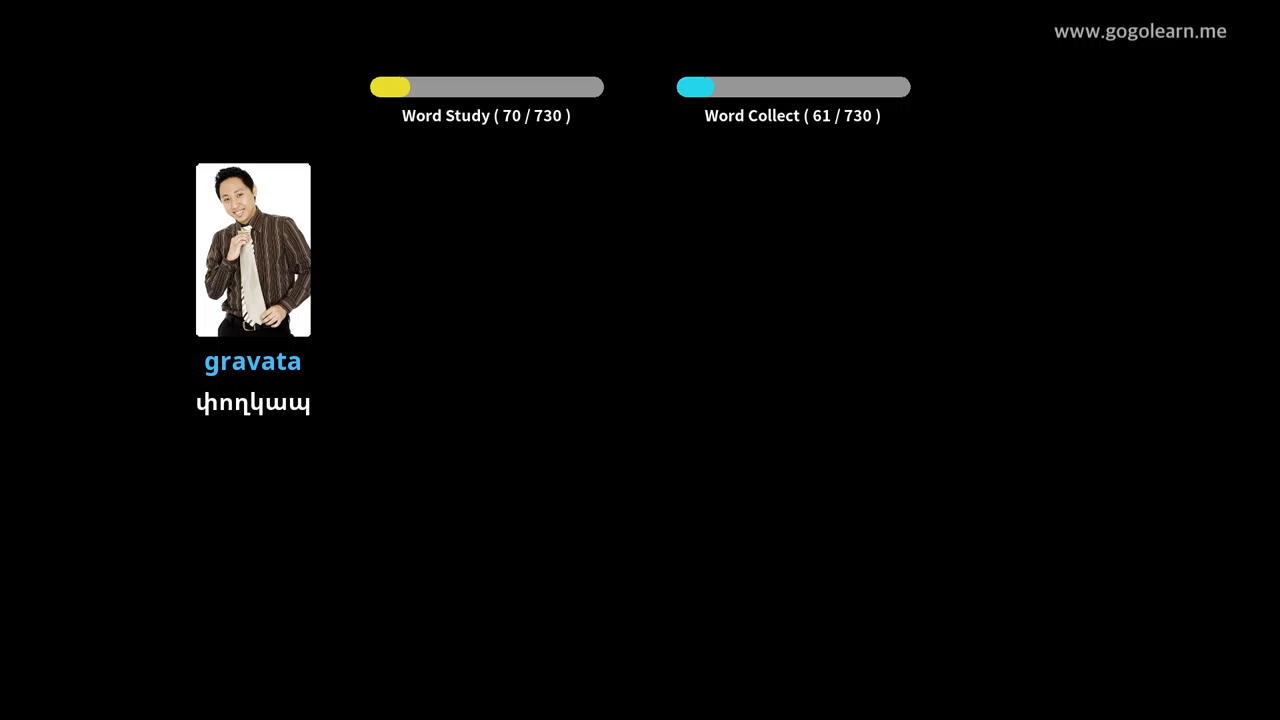 www.gogolearn.me
Word Study ( 70 / 730 )
Word Collect ( 61 / 730 )
gravata
փողկապ